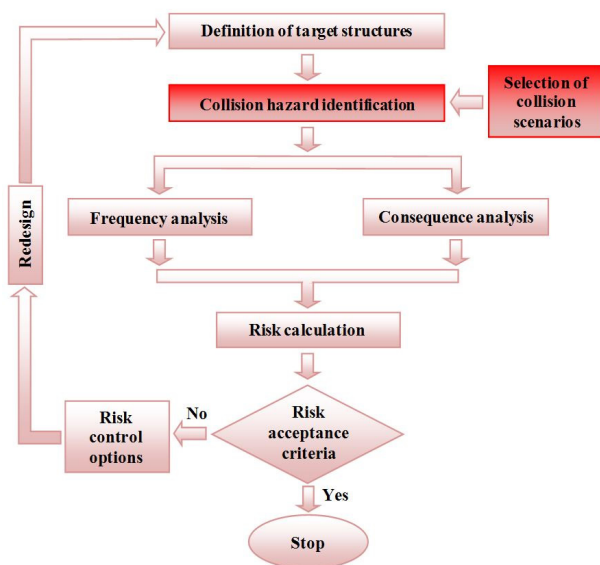 Definition of target structures
Collision hazard identification
Selection of
collision
scenarios
Frequency analysis
Consequence analysis
Redesign
Risk calculation
Risk
acceptance
criteria
No
Risk
control
options
Yes
Stop